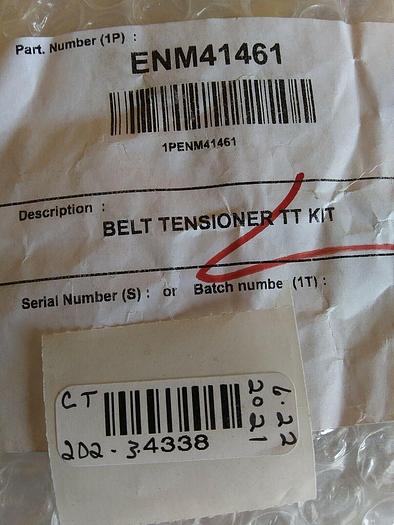 Part. Number (1P) :
ENM41461
1PENM41461
Description :
BELT TENSIONER TT KIT
Serial Number (S) : or Batch numbe (1T) :
CT
202-34338
6-22
2021